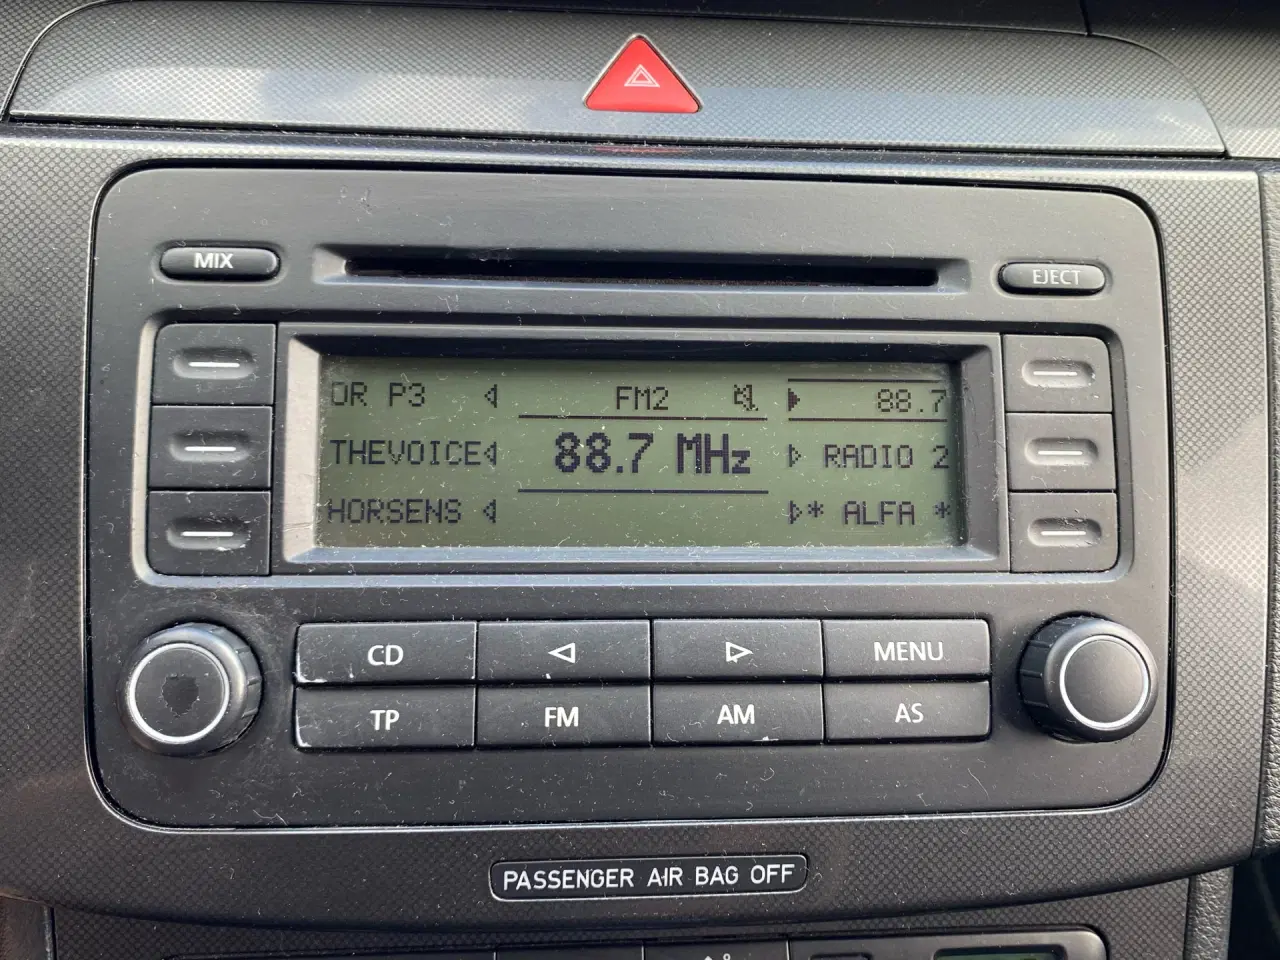 MIX
EJECT
DR P3
FM2
88.7
THEVOICE
88.7 MHz
RADIO 2
HORSENS
* ALFA *
CD
MENU
TP
FM
AM
AS
PASSENGER AIR BAG OFF